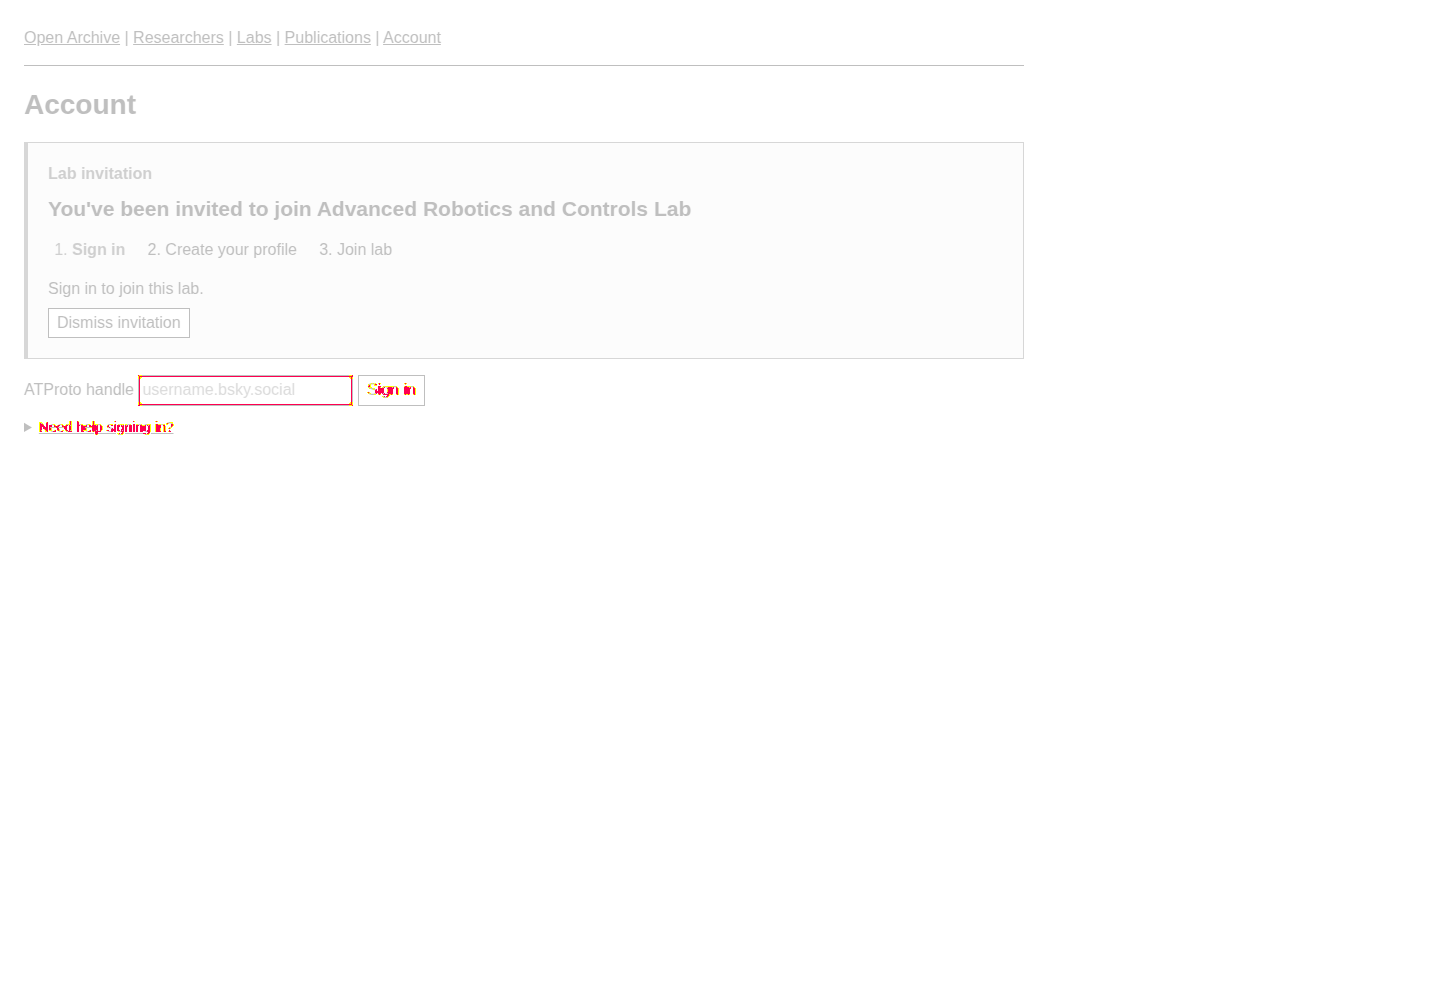 Open Archive | Researchers | Labs | Publications | Account
Account
Lab invitation
You've been invited to join Advanced Robotics and Controls Lab
1. Sign in 2. Create your profile 3. Join lab
Sign in to join this lab.
Dismiss invitation
ATProto handle username.bsky.social Sign in
Need help signing in?